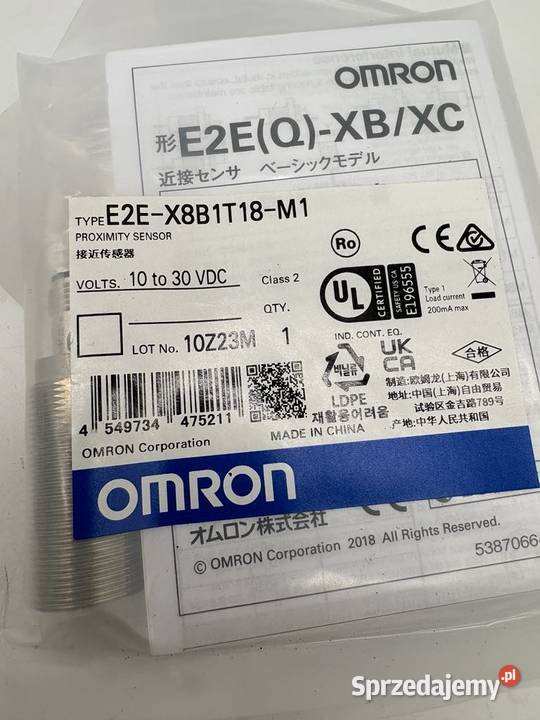 OMRON
形E2E(Q)-XB/XC
近接センサ ベーシックモデル
TYPE E2E-X8B1T18-M1
PROXIMITY SENSOR
接近传感器
VOLTS. 10 to 30 VDC Class 2
QTY.
LOT No. 10Z23M 1
Ro
CE
UL
CERTIFIED
SAFETY US CA
E196555
IND. CONT. EQ.
Type 1
Load current
200mA max
비닐류
LDPE
재활용어려움
UK
CA
合格
制造:欧姆龙(上海)有限公司
地址:中国(上海)自由贸易
试验区金吉路789号
产地:中华人民共和国
4 549734 475211
MADE IN CHINA
OMRON Corporation
OMRON
オムロン株式会社
© OMRON Corporation 2018 All Rights Reserved.
5387066-
Sprzedajemy.pl